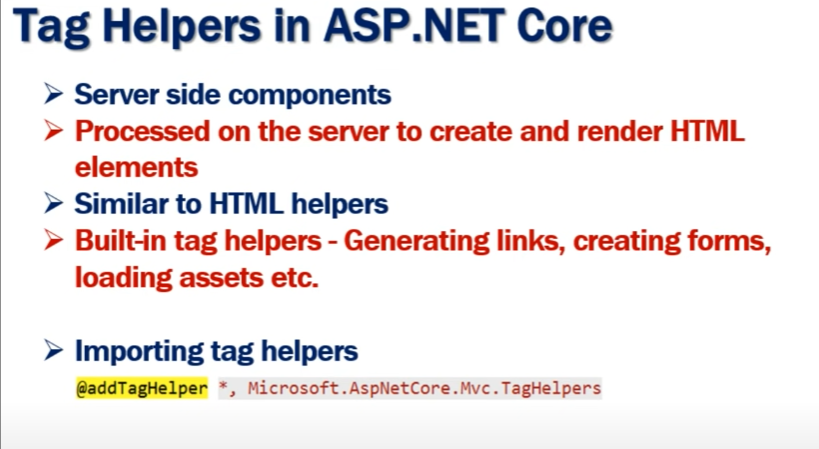 Tag Helpers in ASP.NET Core
➢ Server side components
➢ Processed on the server to create and render HTML
elements
➢ Similar to HTML helpers
➢ Built-in tag helpers - Generating links, creating forms,
loading assets etc.
➢ Importing tag helpers
@addTagHelper *, Microsoft.AspNetCore.Mvc.TagHelpers